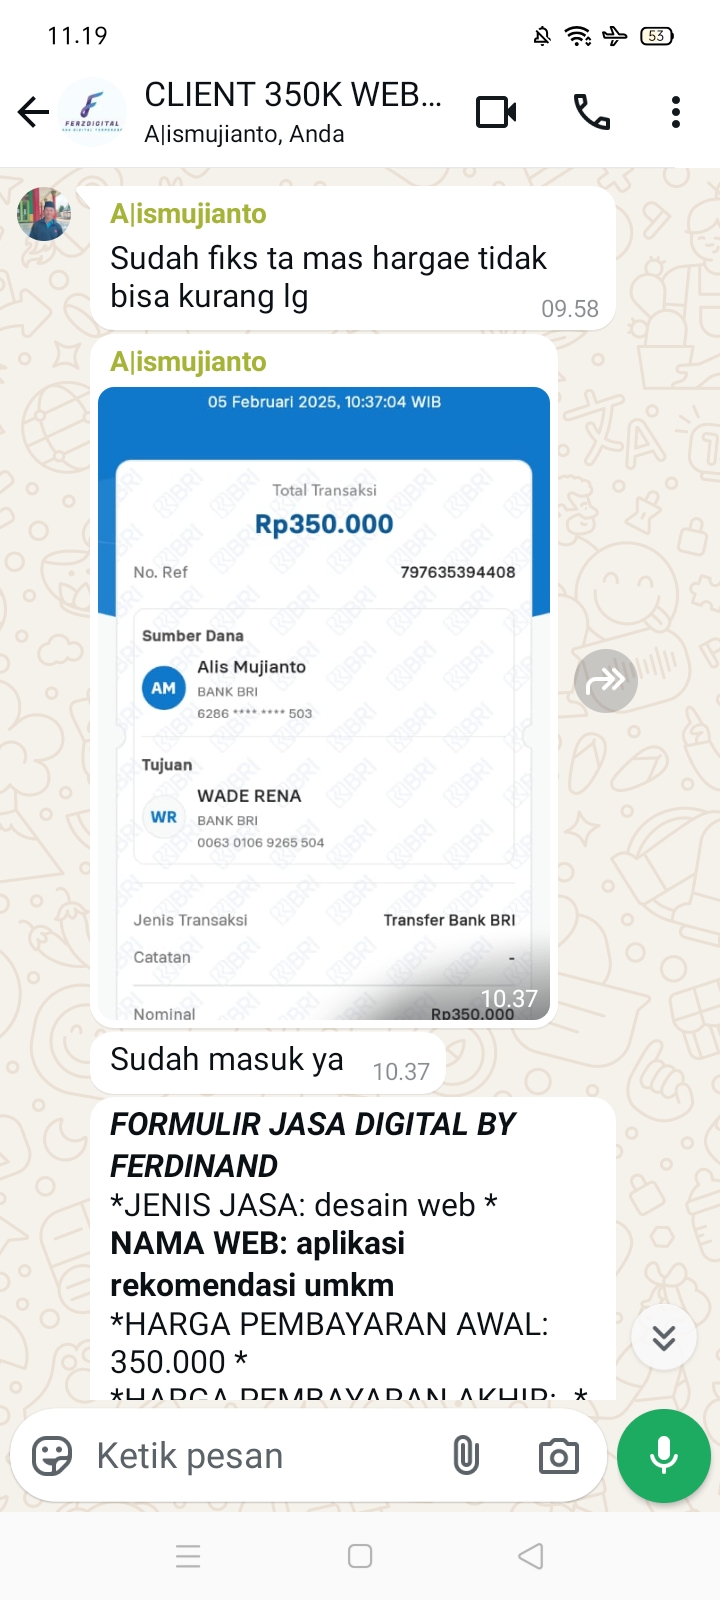 11.19
53
FERZDIGITAL
CLIENT 350K WEB...
A|ismujianto, Anda
A|ismujianto
Sudah fiks ta mas hargae tidak
bisa kurang lg
09.58
A|ismujianto
05 Februari 2025, 10:37:04 WIB
Total Transaksi
Rp350.000
No. Ref 797635394408
Sumber Dana
AM
Alis Mujianto
BANK BRI
6286 **** **** 503
Tujuan
WR
WADE RENA
BANK BRI
0063 0106 9265 504
Jenis Transaksi Transfer Bank BRI
Catatan -
10.37
Nominal Rp350.000
Sudah masuk ya 10.37
FORMULIR JASA DIGITAL BY
FERDINAND
*JENIS JASA: desain web *
NAMA WEB: aplikasi
rekomendasi umkm
*HARGA PEMBAYARAN AWAL:
350.000 *
*HARGA PEMBAYARAN AKHIR: *
Ketik pesan